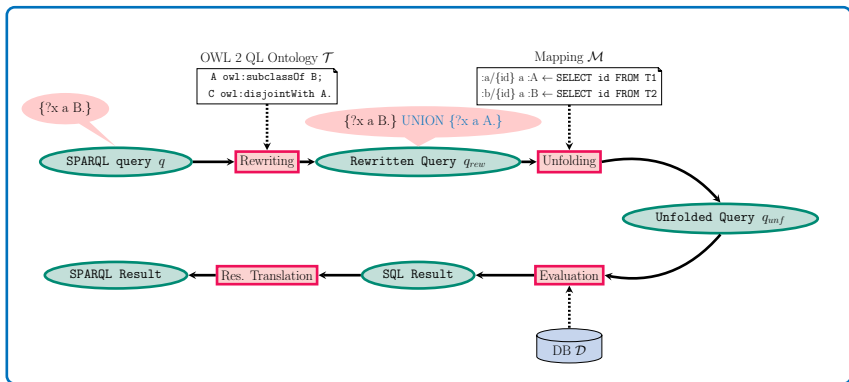 OWL 2 QL Ontology 𝒯
A owl:subclassOf B;
C owl:disjointWith A.
Mapping ℳ
:a/{id} a :A ← SELECT id FROM T1
:b/{id} a :B ← SELECT id FROM T2
{?x a B.}
{?x a B.} UNION {?x a A.}
SPARQL query q
Rewriting
Rewritten Query q_rew
Unfolding
Unfolded Query q_unf
SPARQL Result
Res. Translation
SQL Result
Evaluation
DB 𝒟